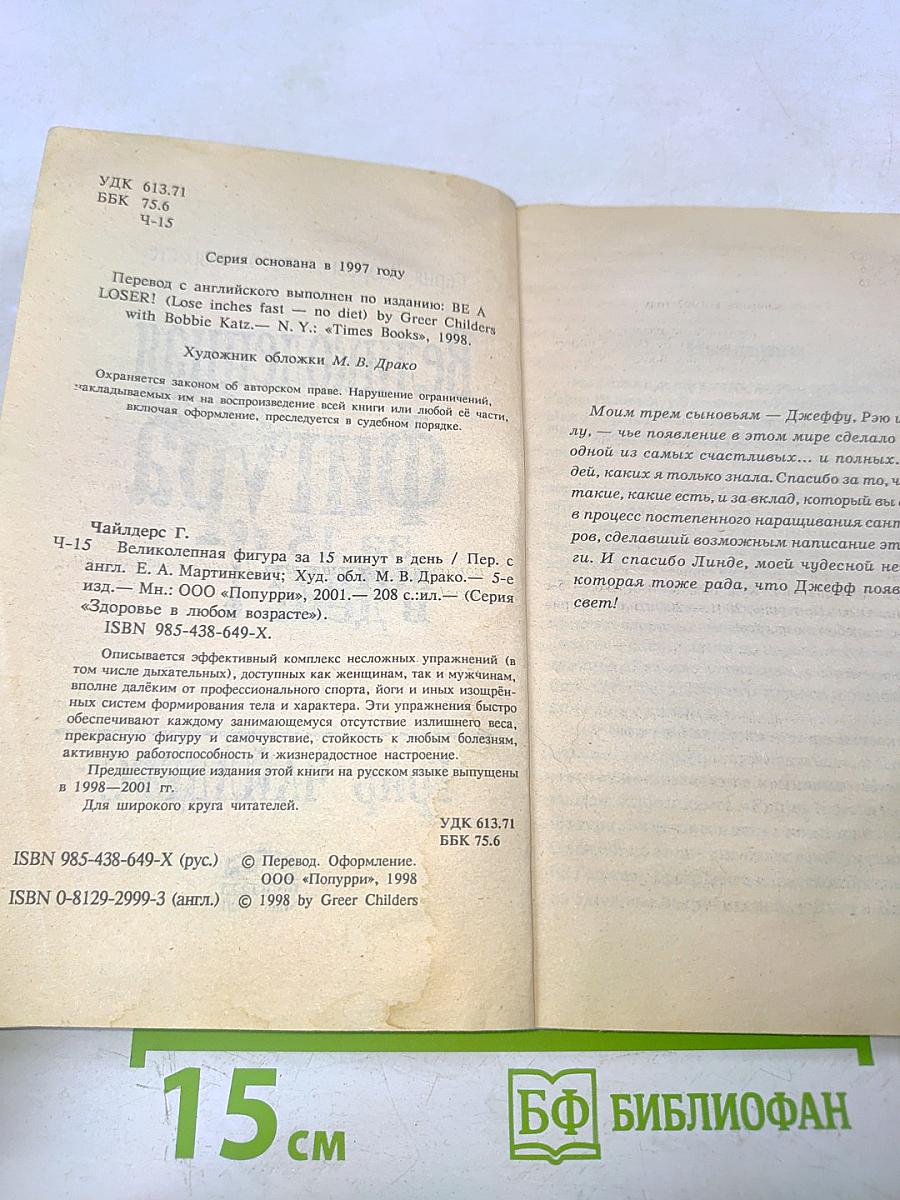 УДК 613.71
ББК 75.6
Ч-15
Серия основана в 1997 году
Перевод с английского выполнен по изданию: BE A
LOSER! (Lose inches fast — no diet) by Greer Childers
with Bobbie Katz.— N. Y.: «Times Books», 1998.
Художник обложки М. В. Драко
Охраняется законом об авторском праве. Нарушение ограничений,
накладываемых им на воспроизведение всей книги или любой её части,
включая оформление, преследуется в судебном порядке.
Чайлдерс Г.
Ч-15 Великолепная фигура за 15 минут в день / Пер. с
англ. Е. А. Мартинкевич; Худ. обл. М. В. Драко.— 5-е
изд.— Мн.: ООО «Попурри», 2001.— 208 с.:ил.— (Серия
«Здоровье в любом возрасте»).
ISBN 985-438-649-X.
Описывается эффективный комплекс несложных упражнений (в
том числе дыхательных), доступных как женщинам, так и мужчинам,
вполне далёким от профессионального спорта, йоги и иных изощрён-
ных систем формирования тела и характера. Эти упражнения быстро
обеспечивают каждому занимающемуся отсутствие излишнего веса,
прекрасную фигуру и самочувствие, стойкость к любым болезням,
активную работоспособность и жизнерадостное настроение.
Предшествующие издания этой книги на русском языке выпущены
в 1998—2001 гг.
Для широкого круга читателей.
УДК 613.71
ББК 75.6
ISBN 985-438-649-X (рус.) © Перевод. Оформление.
ООО «Попурри», 1998
ISBN 0-8129-2999-3 (англ.) © 1998 by Greer Childers
Моим трем сыновьям — Джеффу, Рэю и
лу, — чье появление в этом мире сделало
одной из самых счастливых... и полных.
дей, каких я только знала. Спасибо за то, ч
такие, какие есть, и за вклад, который вы
в процесс постепенного наращивания сант
ров, сделавший возможным написание эт
ги. И спасибо Линде, моей чудесной не
которая тоже рада, что Джефф появ
свет!
15 см
БФ БИБЛИОФАН